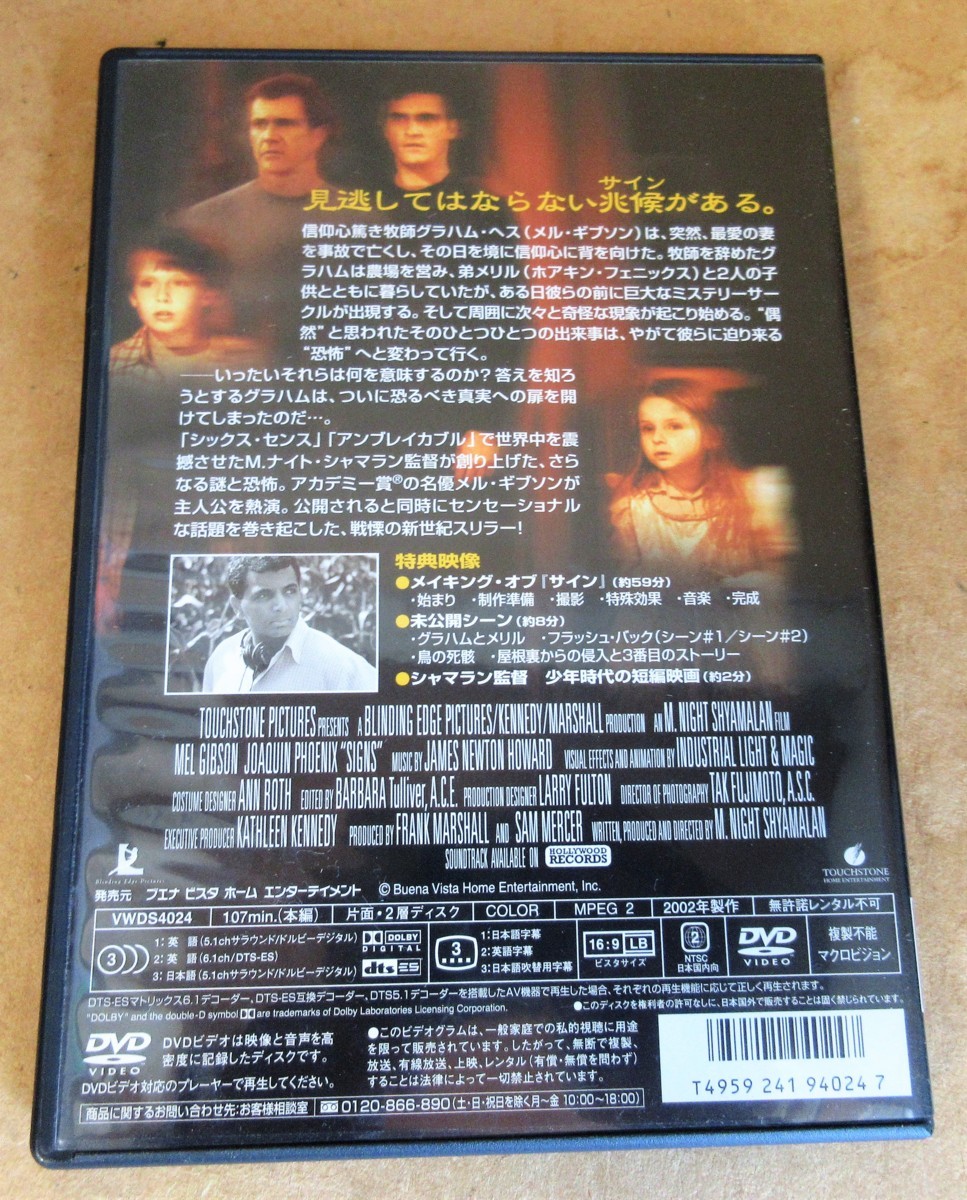 サイン
見逃してはならない兆候がある。
信仰心篤き牧師グラハム・ヘス(メル・ギブソン)は、突然、最愛の妻
を事故で亡くし、その日を境に信仰心に背を向けた。牧師を辞めたグ
ラハムは農場を営み、弟メリル(ホアキン・フェニックス)と2人の子
供とともに暮らしていたが、ある日彼らの前に巨大なミステリーサー
クルが出現する。そして周囲に次々と奇怪な現象が起こり始める。“偶
然”と思われたそのひとつひとつの出来事は、やがて彼らに迫り来る
“恐怖”へと変わって行く。
――いったいそれらは何を意味するのか?答えを知ろ
うとするグラハムは、ついに恐るべき真実への扉を開
けてしまったのだ…。
「シックス・センス」「アンブレイカブル」で世界中を震
撼させたM.ナイト・シャマラン監督が創り上げた、さら
なる謎と恐怖。アカデミー賞®の名優メル・ギブソンが
主人公を熱演。公開されると同時にセンセーショナル
な話題を巻き起こした、戦慄の新世紀スリラー!
特典映像
●メイキング・オブ『サイン』(約59分)
・始まり ・制作準備 ・撮影 ・特殊効果 ・音楽 ・完成
●未公開シーン(約8分)
・グラハムとメリル ・フラッシュ・バック(シーン#1/シーン#2)
・鳥の死骸 ・屋根裏からの侵入と3番目のストーリー
●シャマラン監督 少年時代の短編映画(約2分)
TOUCHSTONE PICTURES PRESENTS A BLINDING EDGE PICTURES/KENNEDY/MARSHALL PRODUCTION AN M. NIGHT SHYAMALAN FILM
MEL GIBSON JOAQUIN PHOENIX “SIGNS” MUSIC BY JAMES NEWTON HOWARD VISUAL EFFECTS AND ANIMATION BY INDUSTRIAL LIGHT & MAGIC
COSTUME DESIGNER ANN ROTH EDITED BY BARBARA Tulliver, A.C.E. PRODUCTION DESIGNER LARRY FULTON DIRECTOR OF PHOTOGRAPHY TAK FUJIMOTO, A.S.C.
EXECUTIVE PRODUCER KATHLEEN KENNEDY PRODUCED BY FRANK MARSHALL AND SAM MERCER WRITTEN, PRODUCED AND DIRECTED BY M. NIGHT SHYAMALAN
SOUNDTRACK AVAILABLE ON HOLLYWOOD RECORDS
Blinding Edge Pictures
TOUCHSTONE
HOME ENTERTAINMENT
発売元 ブエナ ビスタ ホーム エンターテイメント © Buena Vista Home Entertainment, Inc.
VWDS4024 107min.(本編) 片面・2層ディスク COLOR MPEG 2 2002年製作 無許諾レンタル不可
3
1: 英 語(5.1chサラウンド/ドルビーデジタル)
2: 英 語(6.1ch/DTS-ES)
3: 日本語(5.1chサラウンド/ドルビーデジタル)
DOLBY
DIGITAL
dts ES
3
1:日本語字幕
2:英語字幕
3:日本語吹替用字幕
16:9 LB
ビスタサイズ
2
NTSC
日本国内向
DVD
VIDEO
複製不能
マクロビジョン
DTS-ESマトリックス6.1デコーダー、DTS-ES互換デコーダー、DTS5.1デコーダーを搭載したAV機器で再生した場合、それぞれの再生機能に応じて正しく再生されます。
"DOLBY" and the double-D symbol are trademarks of Dolby Laboratories Licensing Corporation. ●このディスクを権利者の許可なしに、日本国外で販売することは固く禁じられています。
DVD
VIDEO
DVDビデオは映像と音声を高
密度に記録したディスクです。
DVDビデオ対応のプレーヤーで再生してください。
●このビデオグラムは、一般家庭での私的視聴に用途
を限って販売されています。したがって、無断で複製、
放送、有線放送、上映、レンタル(有償・無償を問わず)
することは法律によって一切禁止されています。
商品に関するお問い合わせ先:お客様相談室 0120-866-890(土・日・祝日を除く月〜金 10:00〜18:00)
T4959 241 94024 7